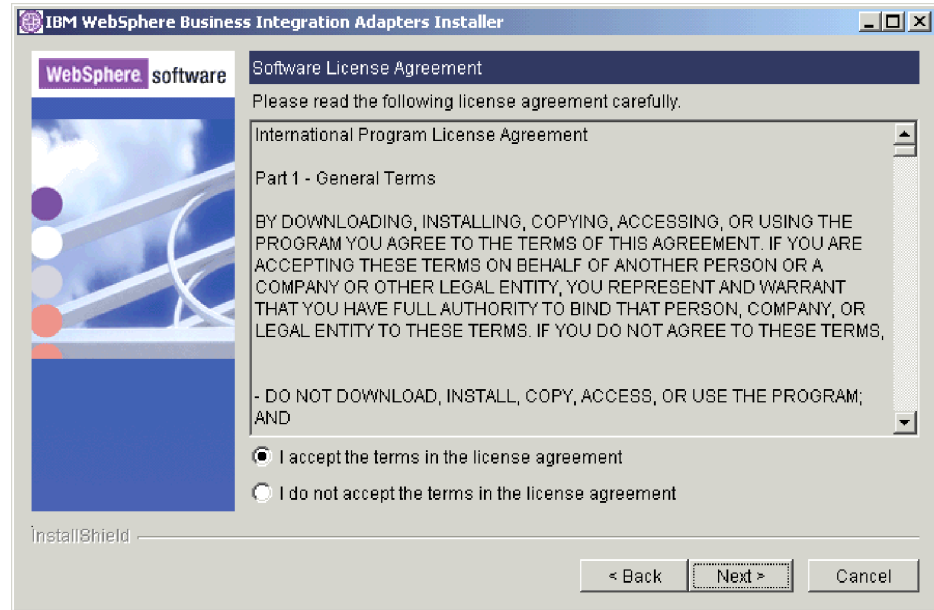 IBM WebSphere Business Integration Adapters Installer
WebSphere software
Software License Agreement
Please read the following license agreement carefully.
International Program License Agreement
Part 1 - General Terms
BY DOWNLOADING, INSTALLING, COPYING, ACCESSING, OR USING THE
PROGRAM YOU AGREE TO THE TERMS OF THIS AGREEMENT. IF YOU ARE
ACCEPTING THESE TERMS ON BEHALF OF ANOTHER PERSON OR A
COMPANY OR OTHER LEGAL ENTITY, YOU REPRESENT AND WARRANT
THAT YOU HAVE FULL AUTHORITY TO BIND THAT PERSON, COMPANY, OR
LEGAL ENTITY TO THESE TERMS. IF YOU DO NOT AGREE TO THESE TERMS,
- DO NOT DOWNLOAD, INSTALL, COPY, ACCESS, OR USE THE PROGRAM;
AND
I accept the terms in the license agreement
I do not accept the terms in the license agreement
InstallShield
< Back
Next >
Cancel